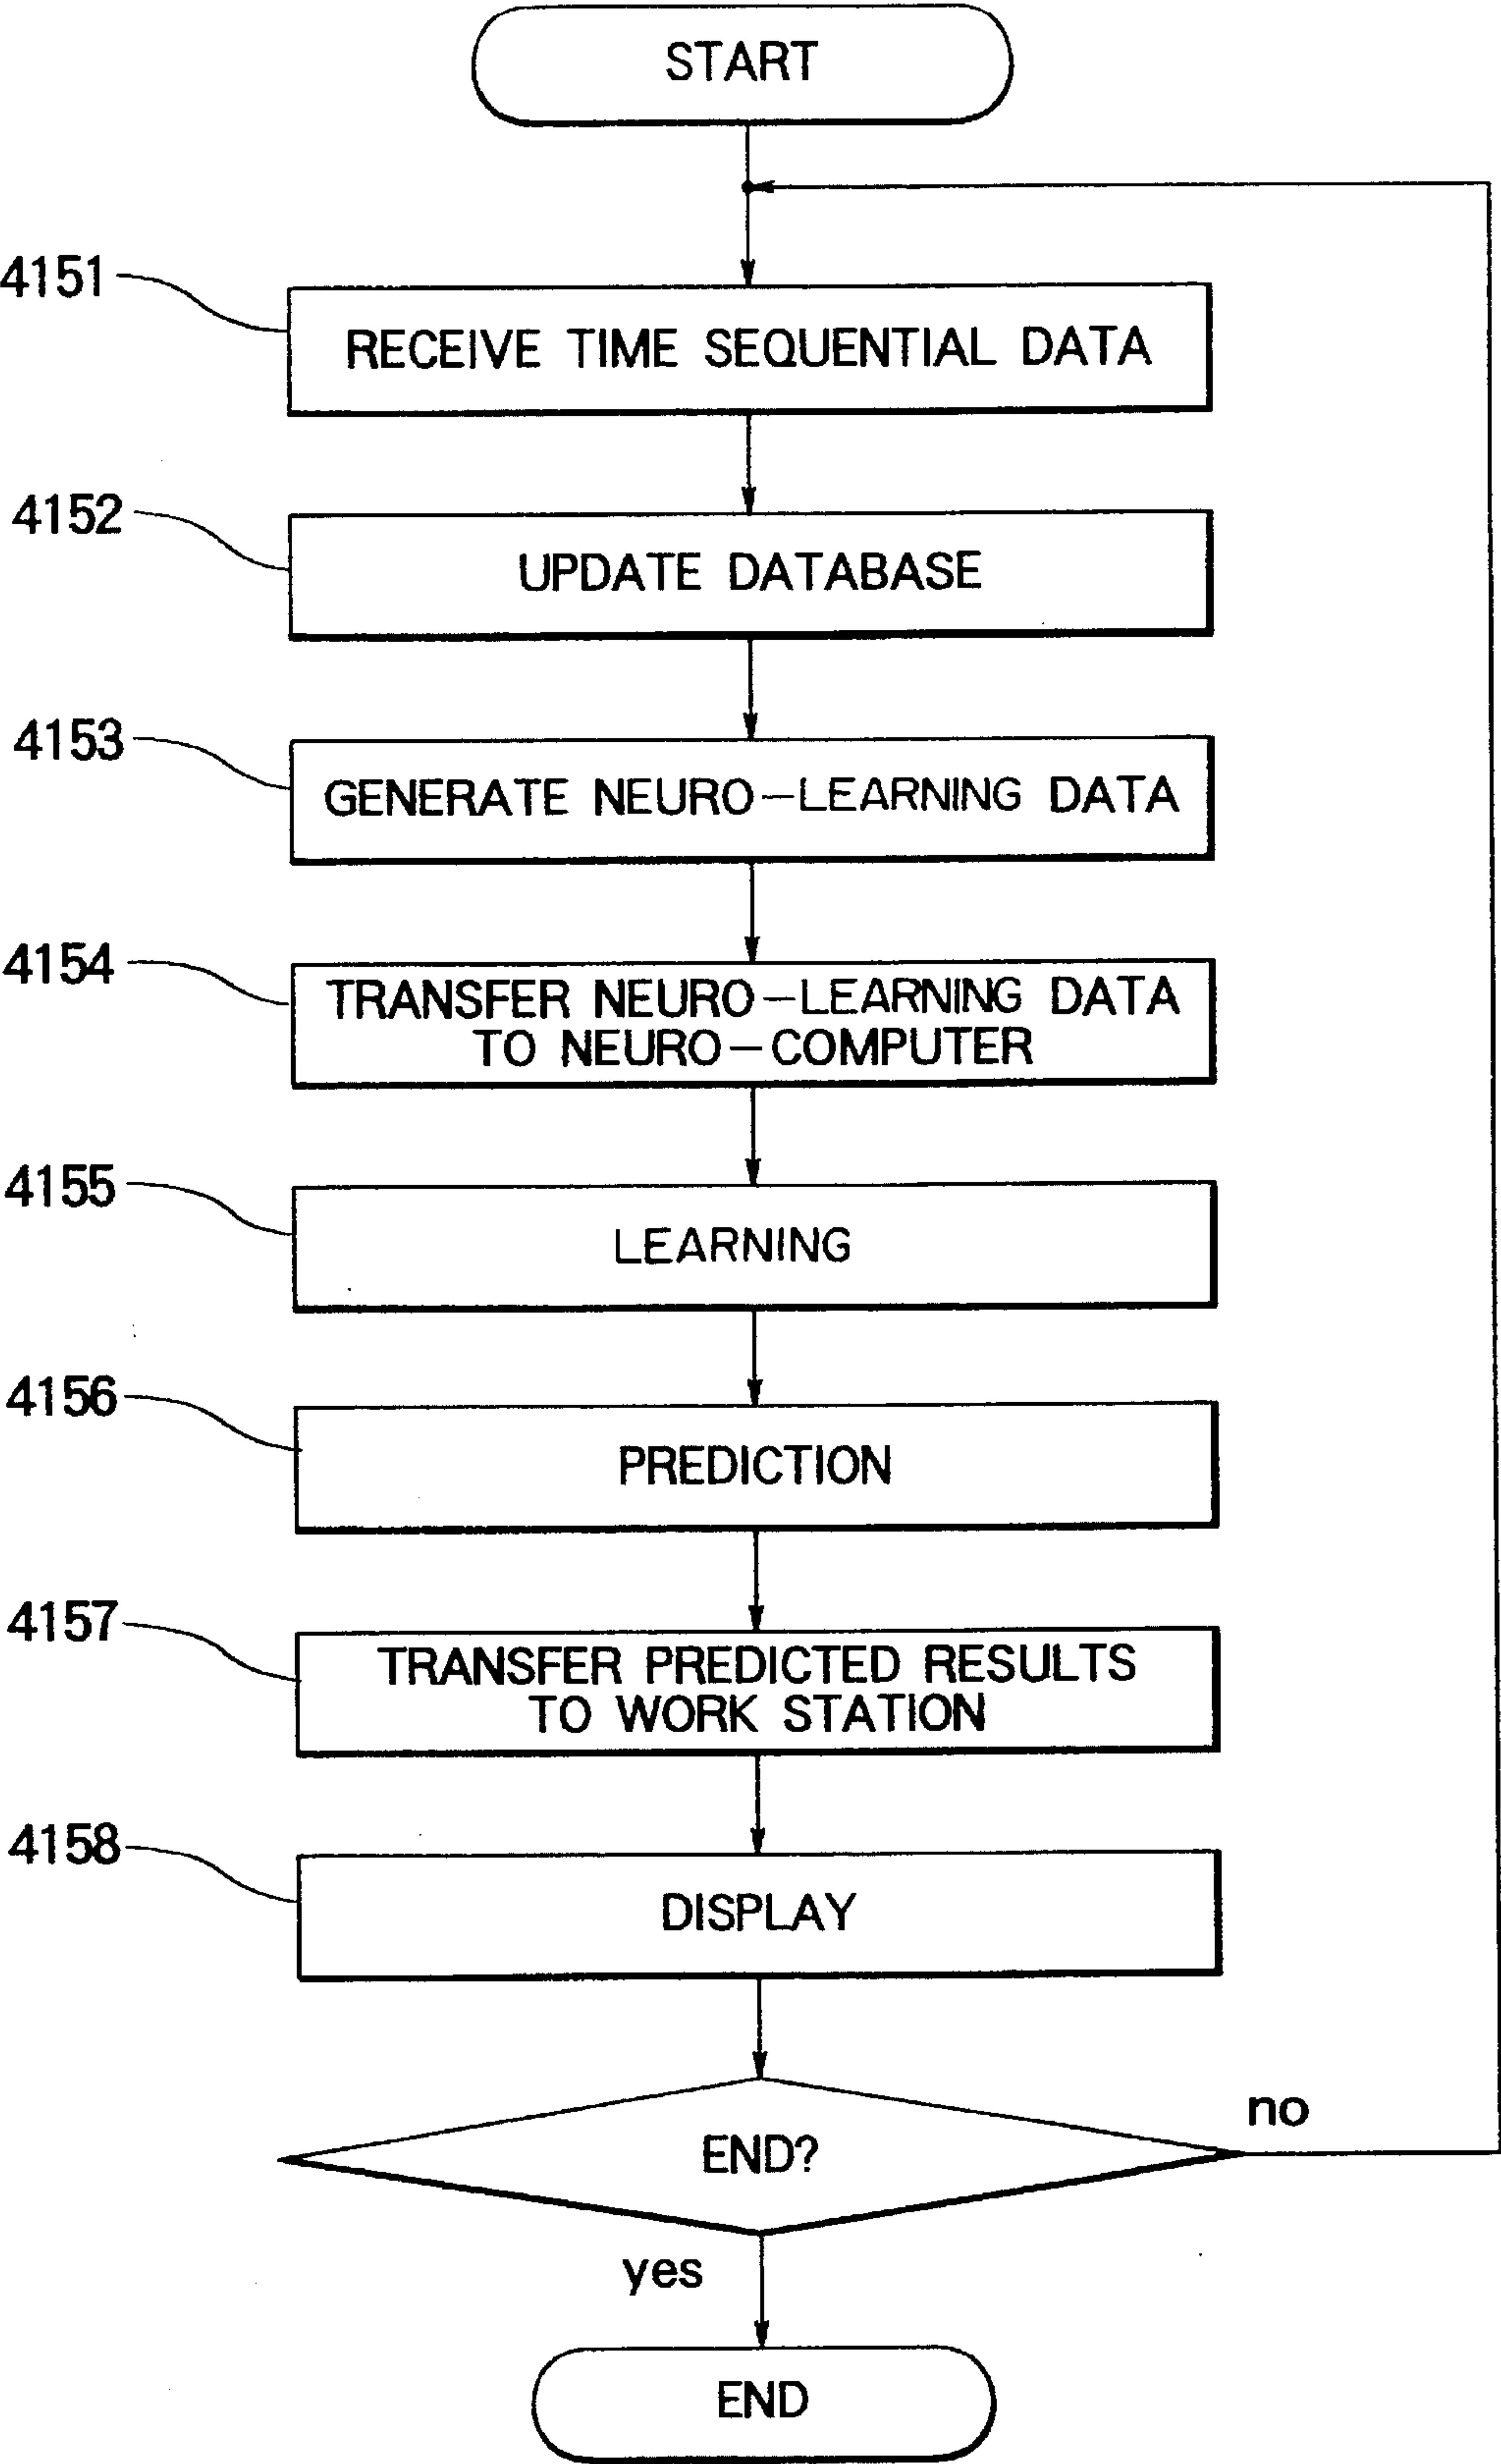 START
4151
RECEIVE TIME SEQUENTIAL DATA
4152
UPDATE DATABASE
4153
GENERATE NEURO-LEARNING DATA
4154
TRANSFER NEURO-LEARNING DATA
TO NEURO-COMPUTER
4155
LEARNING
4156
PREDICTION
4157
TRANSFER PREDICTED RESULTS
TO WORK STATION
4158
DISPLAY
no
END?
yes
END